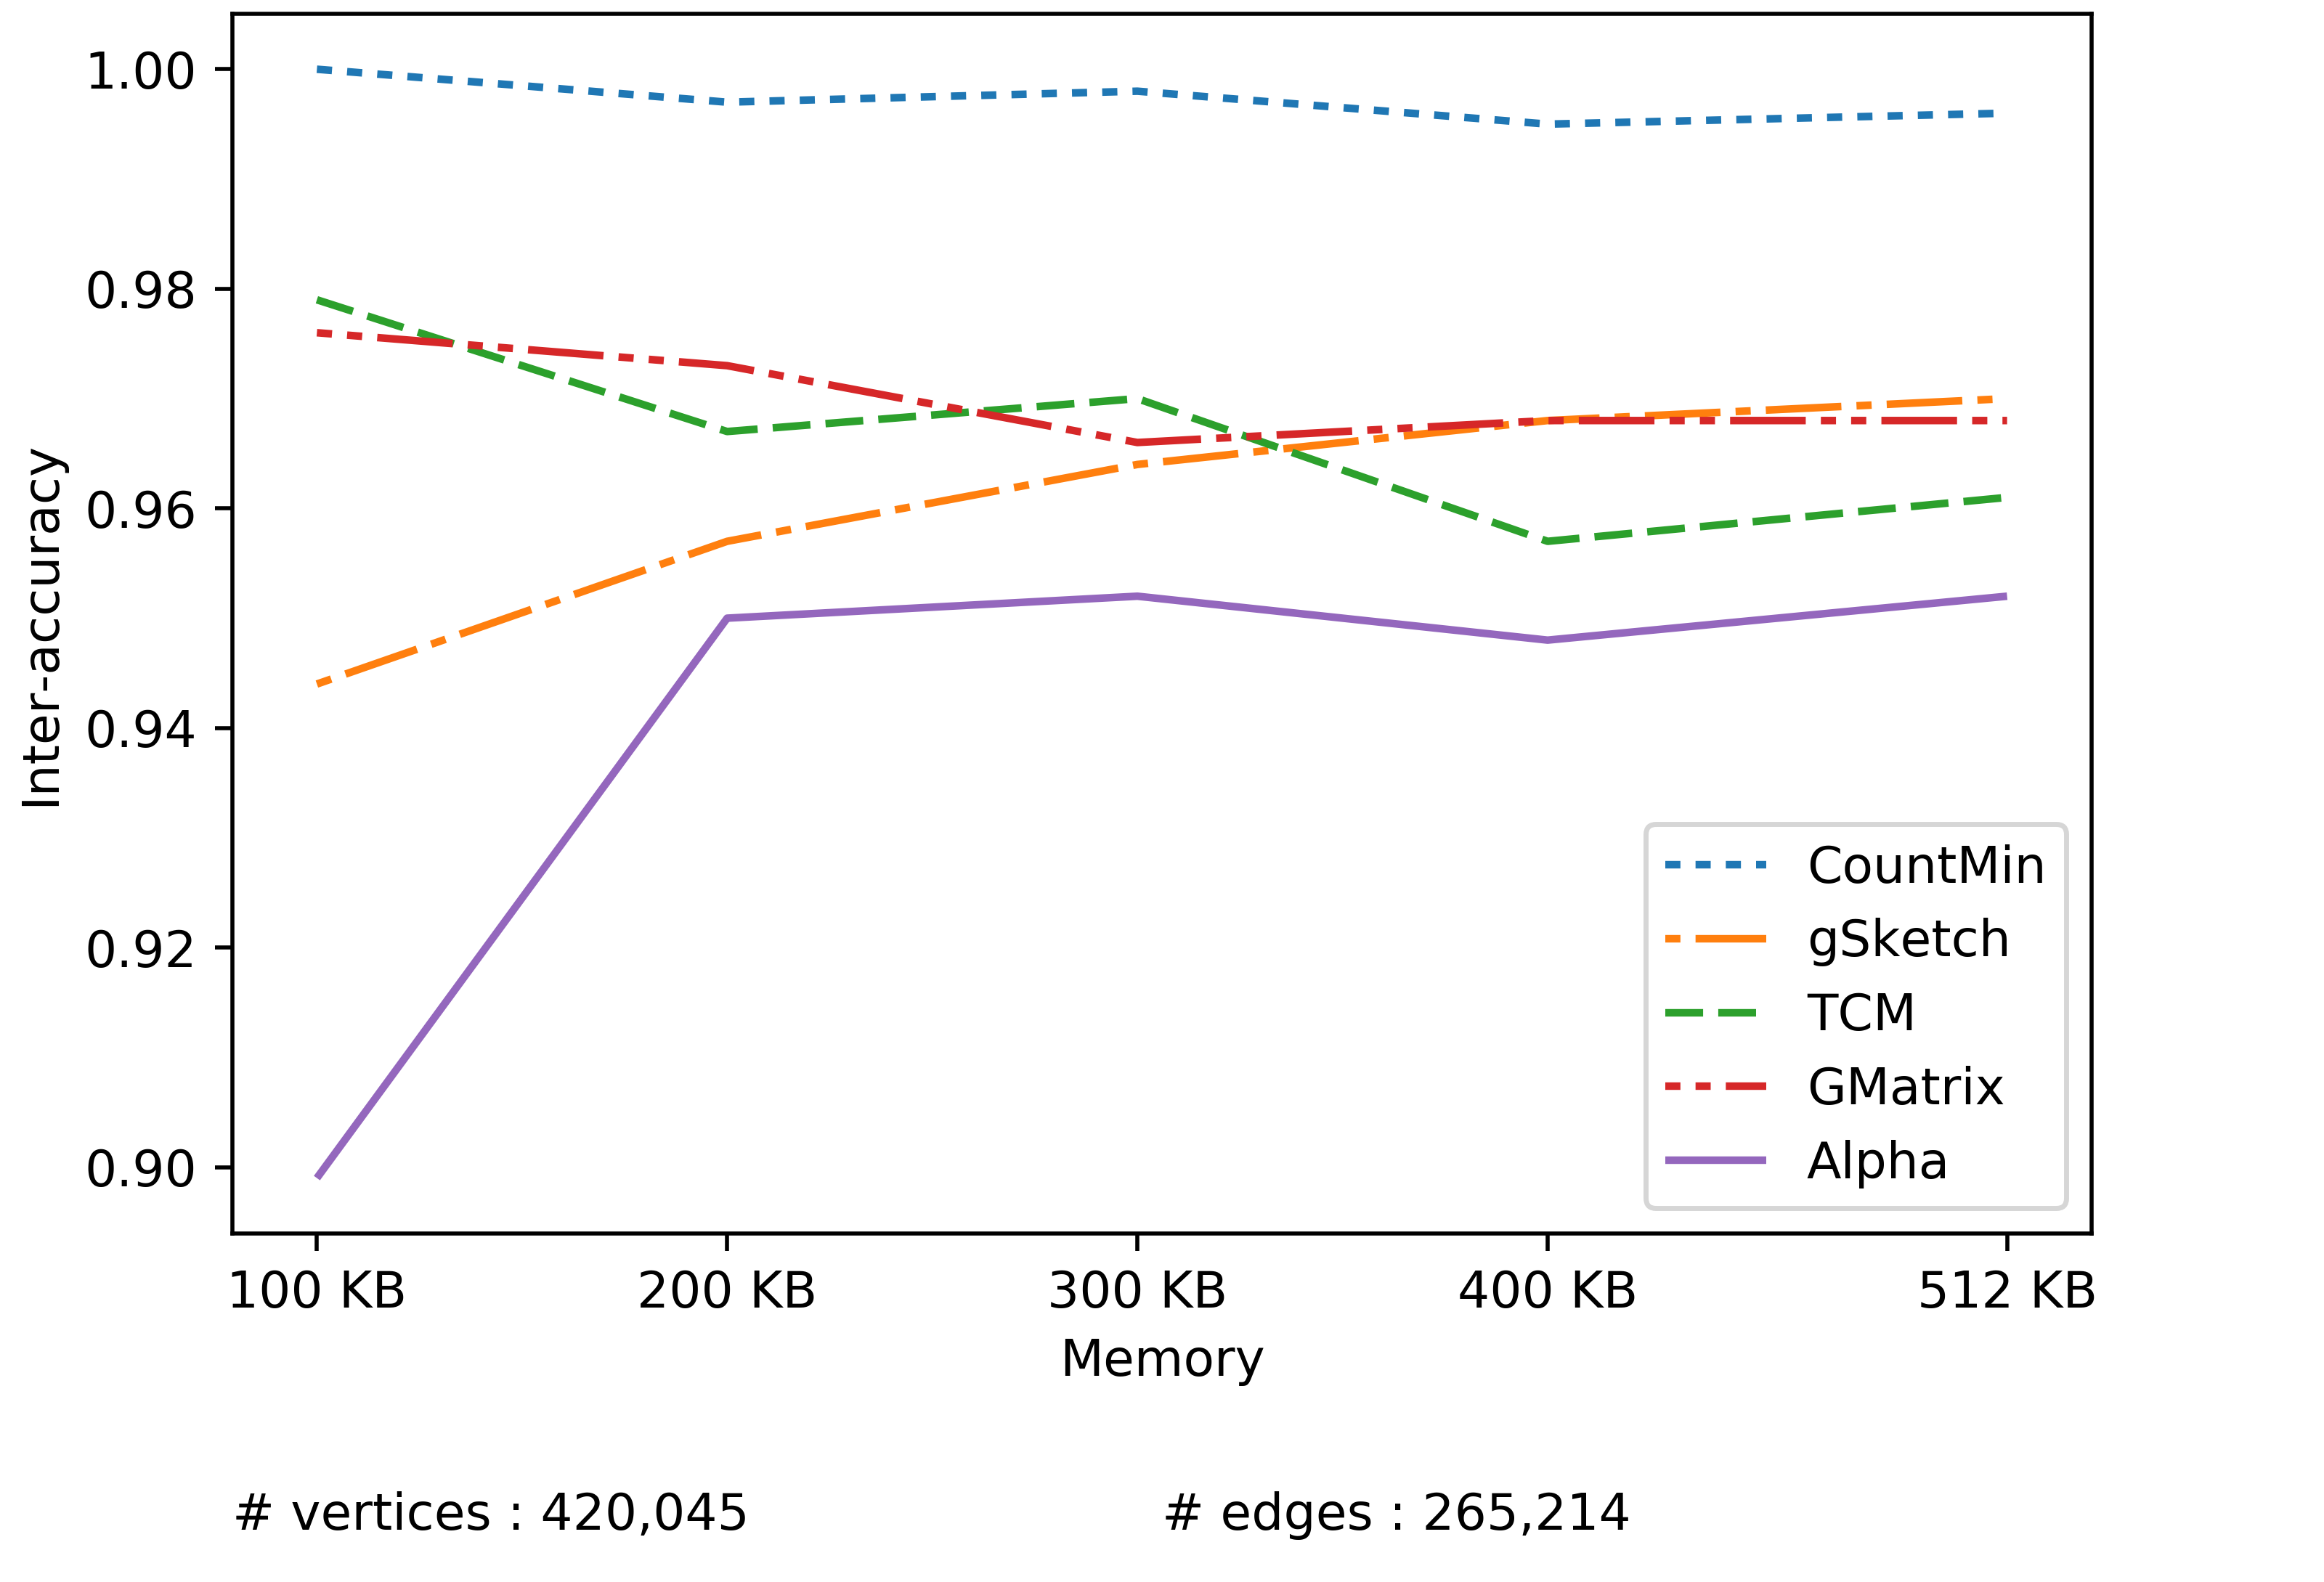 1.00
0.98
0.96
0.94
0.92
0.90
Inter-accuracy
CountMin
gSketch
TCM
GMatrix
Alpha
100 KB 200 KB 300 KB 400 KB 512 KB
Memory
# vertices : 420,045 # edges : 265,214